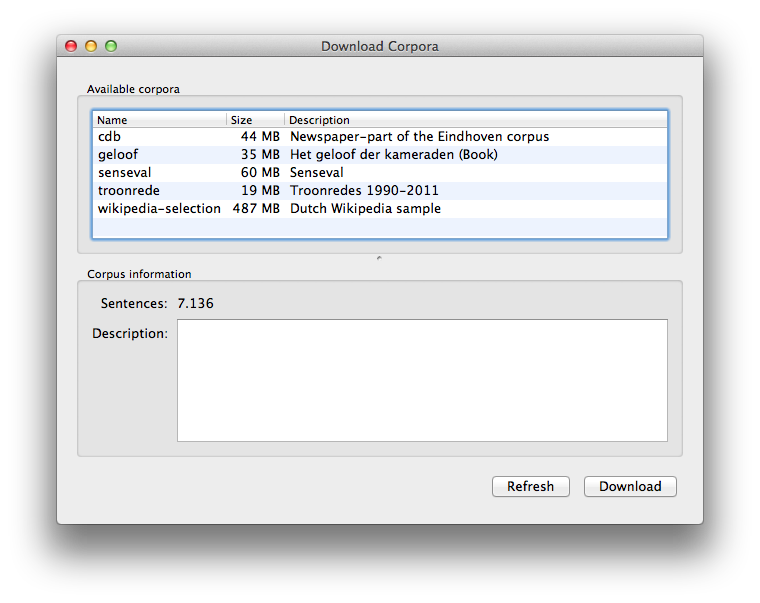 Download Corpora
Available corpora
Name Size Description
cdb 44 MB Newspaper-part of the Eindhoven corpus
geloof 35 MB Het geloof der kameraden (Book)
senseval 60 MB Senseval
troonrede 19 MB Troonredes 1990-2011
wikipedia-selection 487 MB Dutch Wikipedia sample
Corpus information
Sentences: 7.136
Description:
Refresh Download